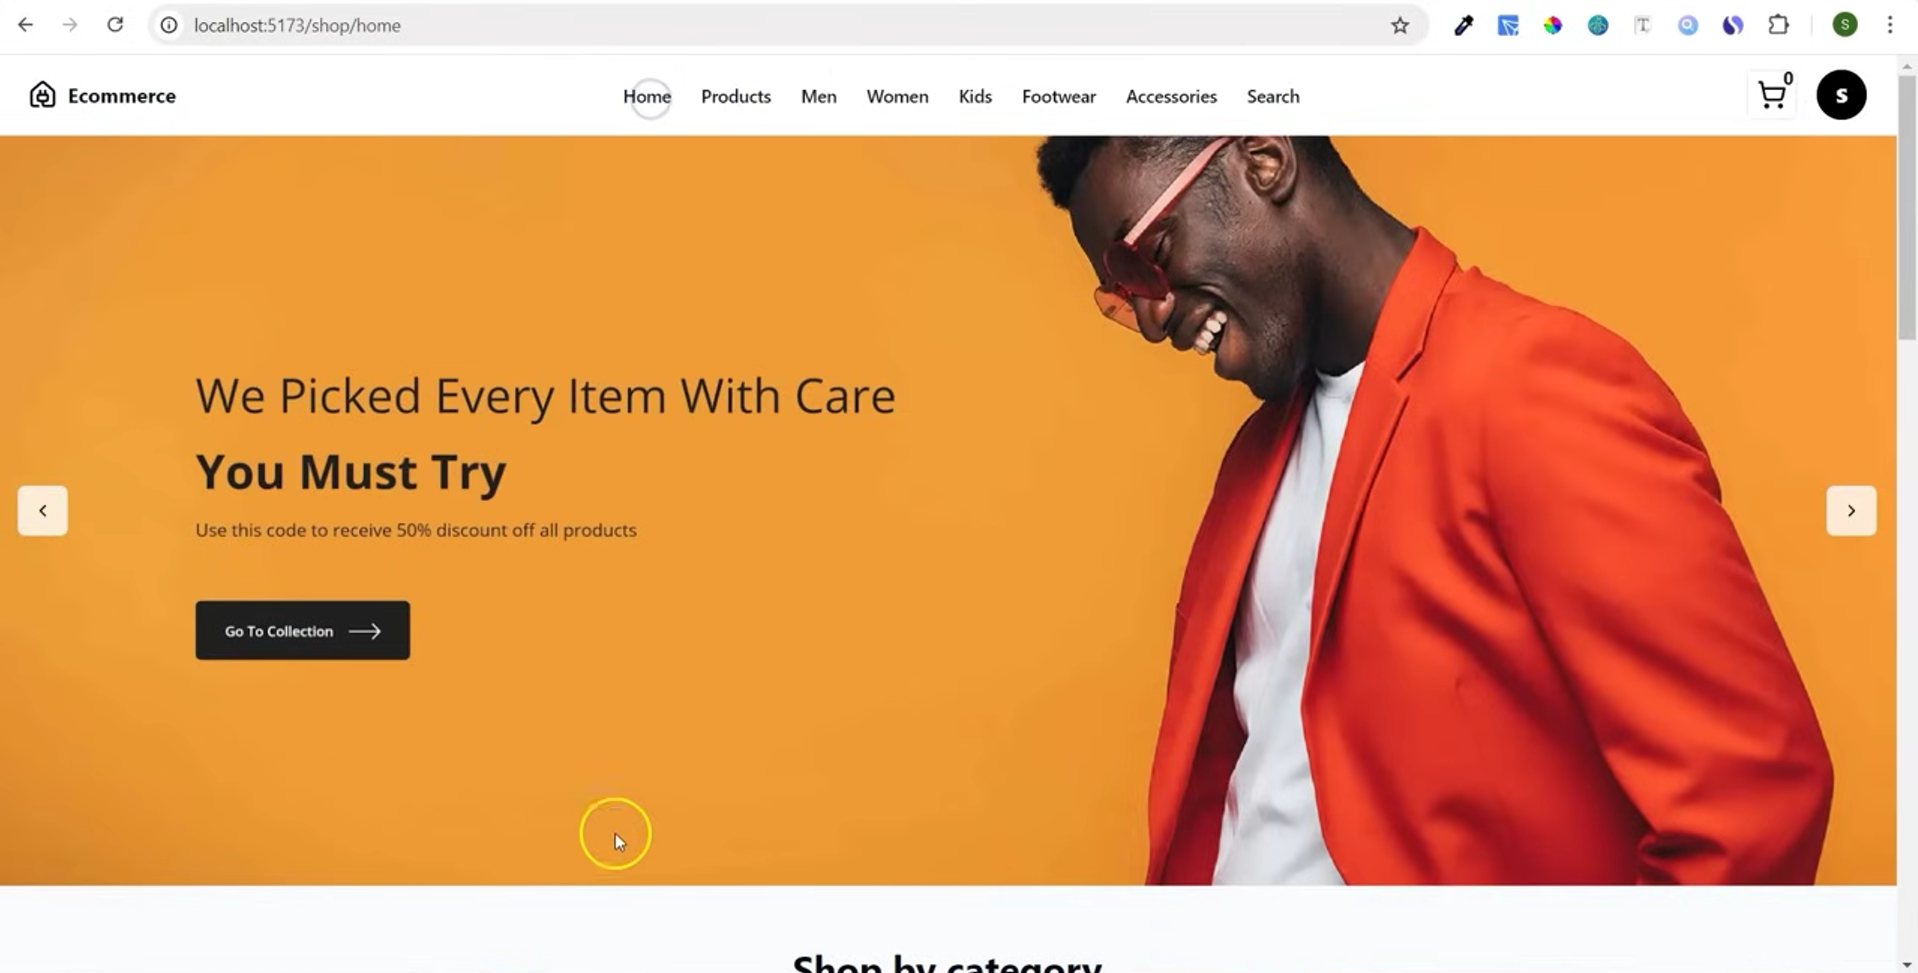 localhost:5173/shop/home
S
Ecommerce
Home Products Men Women Kids Footwear Accessories Search
0
S
We Picked Every Item With Care
You Must Try
Use this code to receive 50% discount off all products
Go To Collection
Shop by category